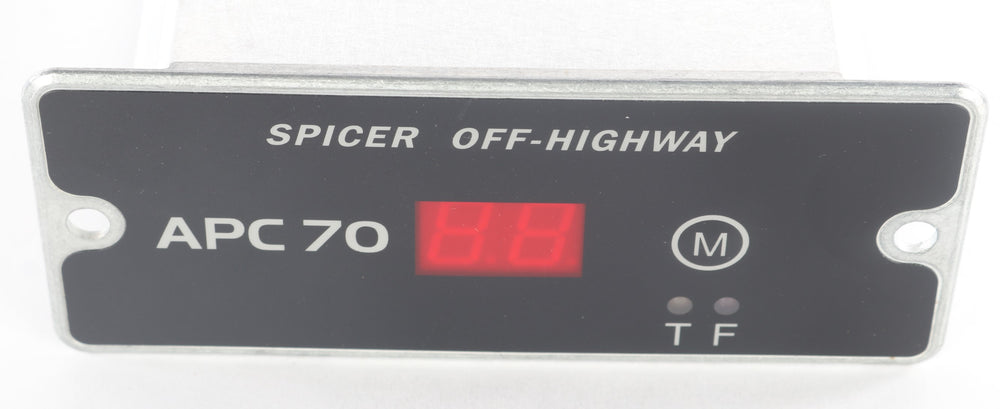 SPICER OFF-HIGHWAY
APC 70
M
T F